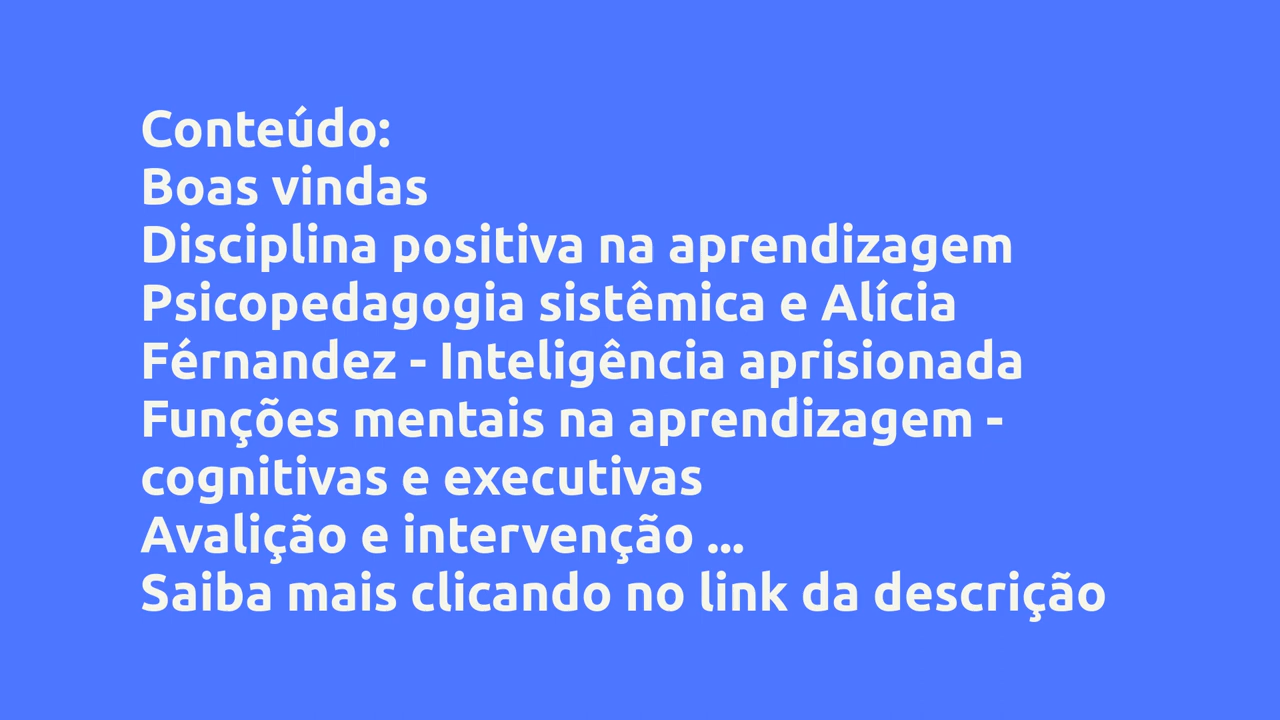 Conteúdo:
Boas vindas
Disciplina positiva na aprendizagem
Psicopedagogia sistêmica e Alícia
Férnandez - Inteligência aprisionada
Funções mentais na aprendizagem -
cognitivas e executivas
Avalição e intervenção ...
Saiba mais clicando no link da descrição